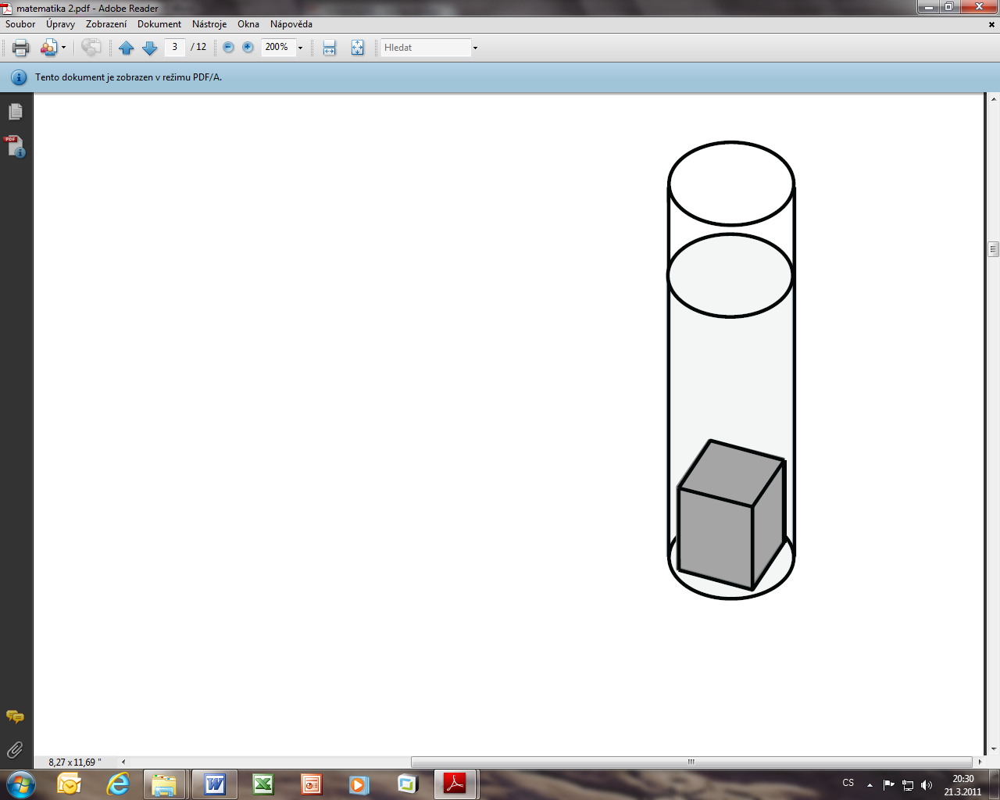 matematika 2.pdf - Adobe Reader
Soubor Úpravy Zobrazení Dokument Nástroje Okna Nápověda
3 / 12 200% Hledat
Tento dokument je zobrazen v režimu PDF/A.
PDF
8,27 x 11,69 "
CS 20:30
21.3.2011